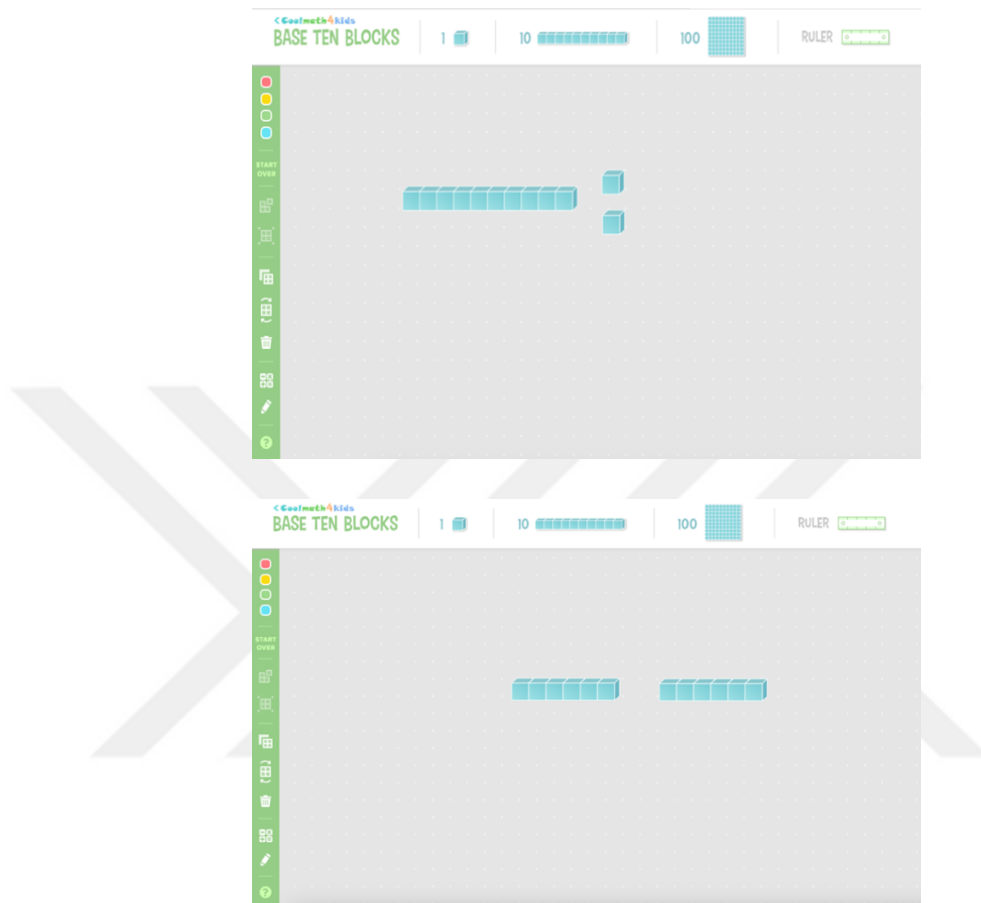 < Coolmath4kids
BASE TEN BLOCKS 1 10 100 RULER
START
OVER
?
< Coolmath4kids
BASE TEN BLOCKS 1 10 100 RULER
START
OVER
?